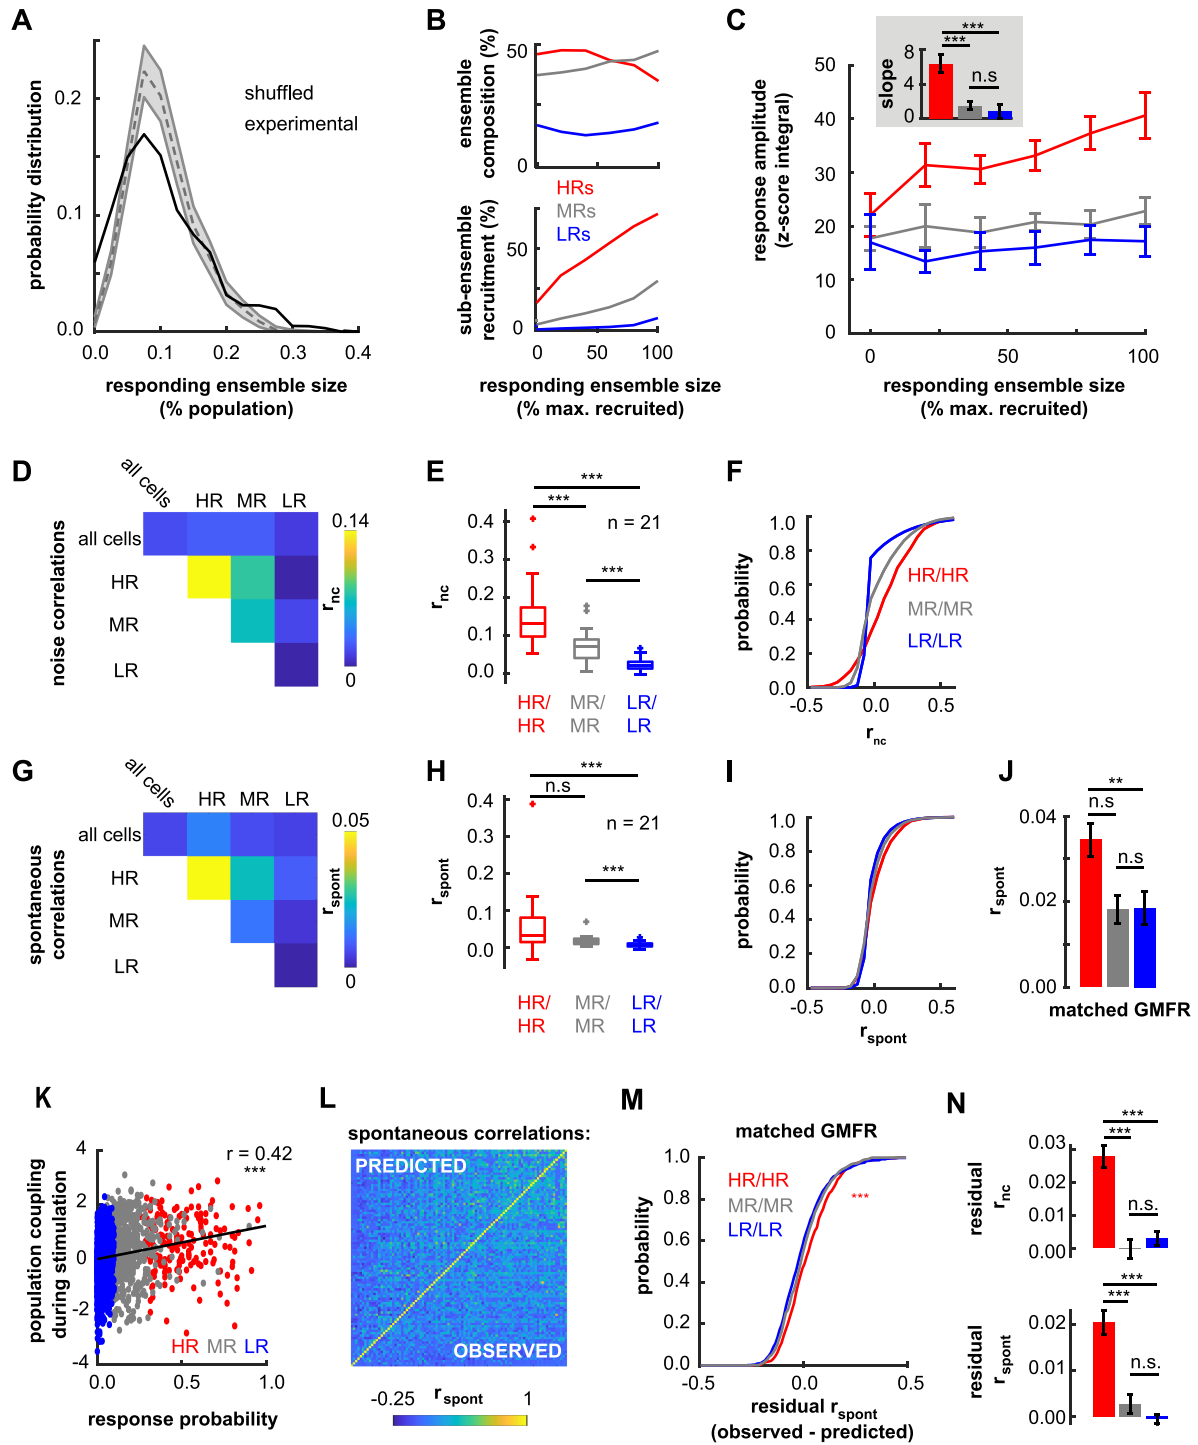 A
probability distribution
0.2
0.1
0.0
shuffled
experimental
0.0 0.1 0.2 0.3 0.4
responding ensemble size
(% population)
B
ensemble
composition (%)
50
0
HRs
MRs
LRs
sub-ensemble
recruitment (%)
50
0
0 50 100
responding ensemble size
(% max. recruited)
C
response amplitude
(z-score integral)
50
40
30
20
10
0
slope
8
4
0
***
***
n.s
0 50 100
responding ensemble size
(% max. recruited)
D
noise correlations
all cells HR MR LR
all cells
HR
MR
LR
0.14
r nc
0
E
r nc
0.4
0.3
0.2
0.1
0.0
***
***
n = 21
***
HR/ MR/ LR/
HR MR LR
F
probability
1.0
0.8
0.6
0.4
0.2
0.0
HR/HR
MR/MR
LR/LR
-0.5 0.0 0.5
r nc
G
spontaneous
correlations
all cells HR MR LR
all cells
HR
MR
LR
0.05
r spont
0
H
r spont
0.4
0.3
0.2
0.1
0.0
***
n.s
n = 21
***
HR/ MR/ LR/
HR MR LR
I
probability
1.0
0.8
0.6
0.4
0.2
0.0
-0.5 0.0 0.5
r spont
J
r spont
0.04
0.02
0.00
**
n.s
n.s
matched GMFR
K
population coupling
during stimulation
4
2
0
-2
-4
r = 0.42
***
HR MR LR
0.0 0.5 1.0
response probability
L
spontaneous correlations:
PREDICTED
OBSERVED
-0.25 r spont 1
M
matched GMFR
probability
1.0
0.8
0.6
0.4
0.2
0.0
HR/HR
MR/MR
LR/LR
***
-0.5 0.0 0.5
residual r spont
(observed - predicted)
N
residual
r nc
0.03
0.02
0.01
0.00
***
***
n.s.
residual
r spont
0.02
0.01
0.00
***
***
n.s.